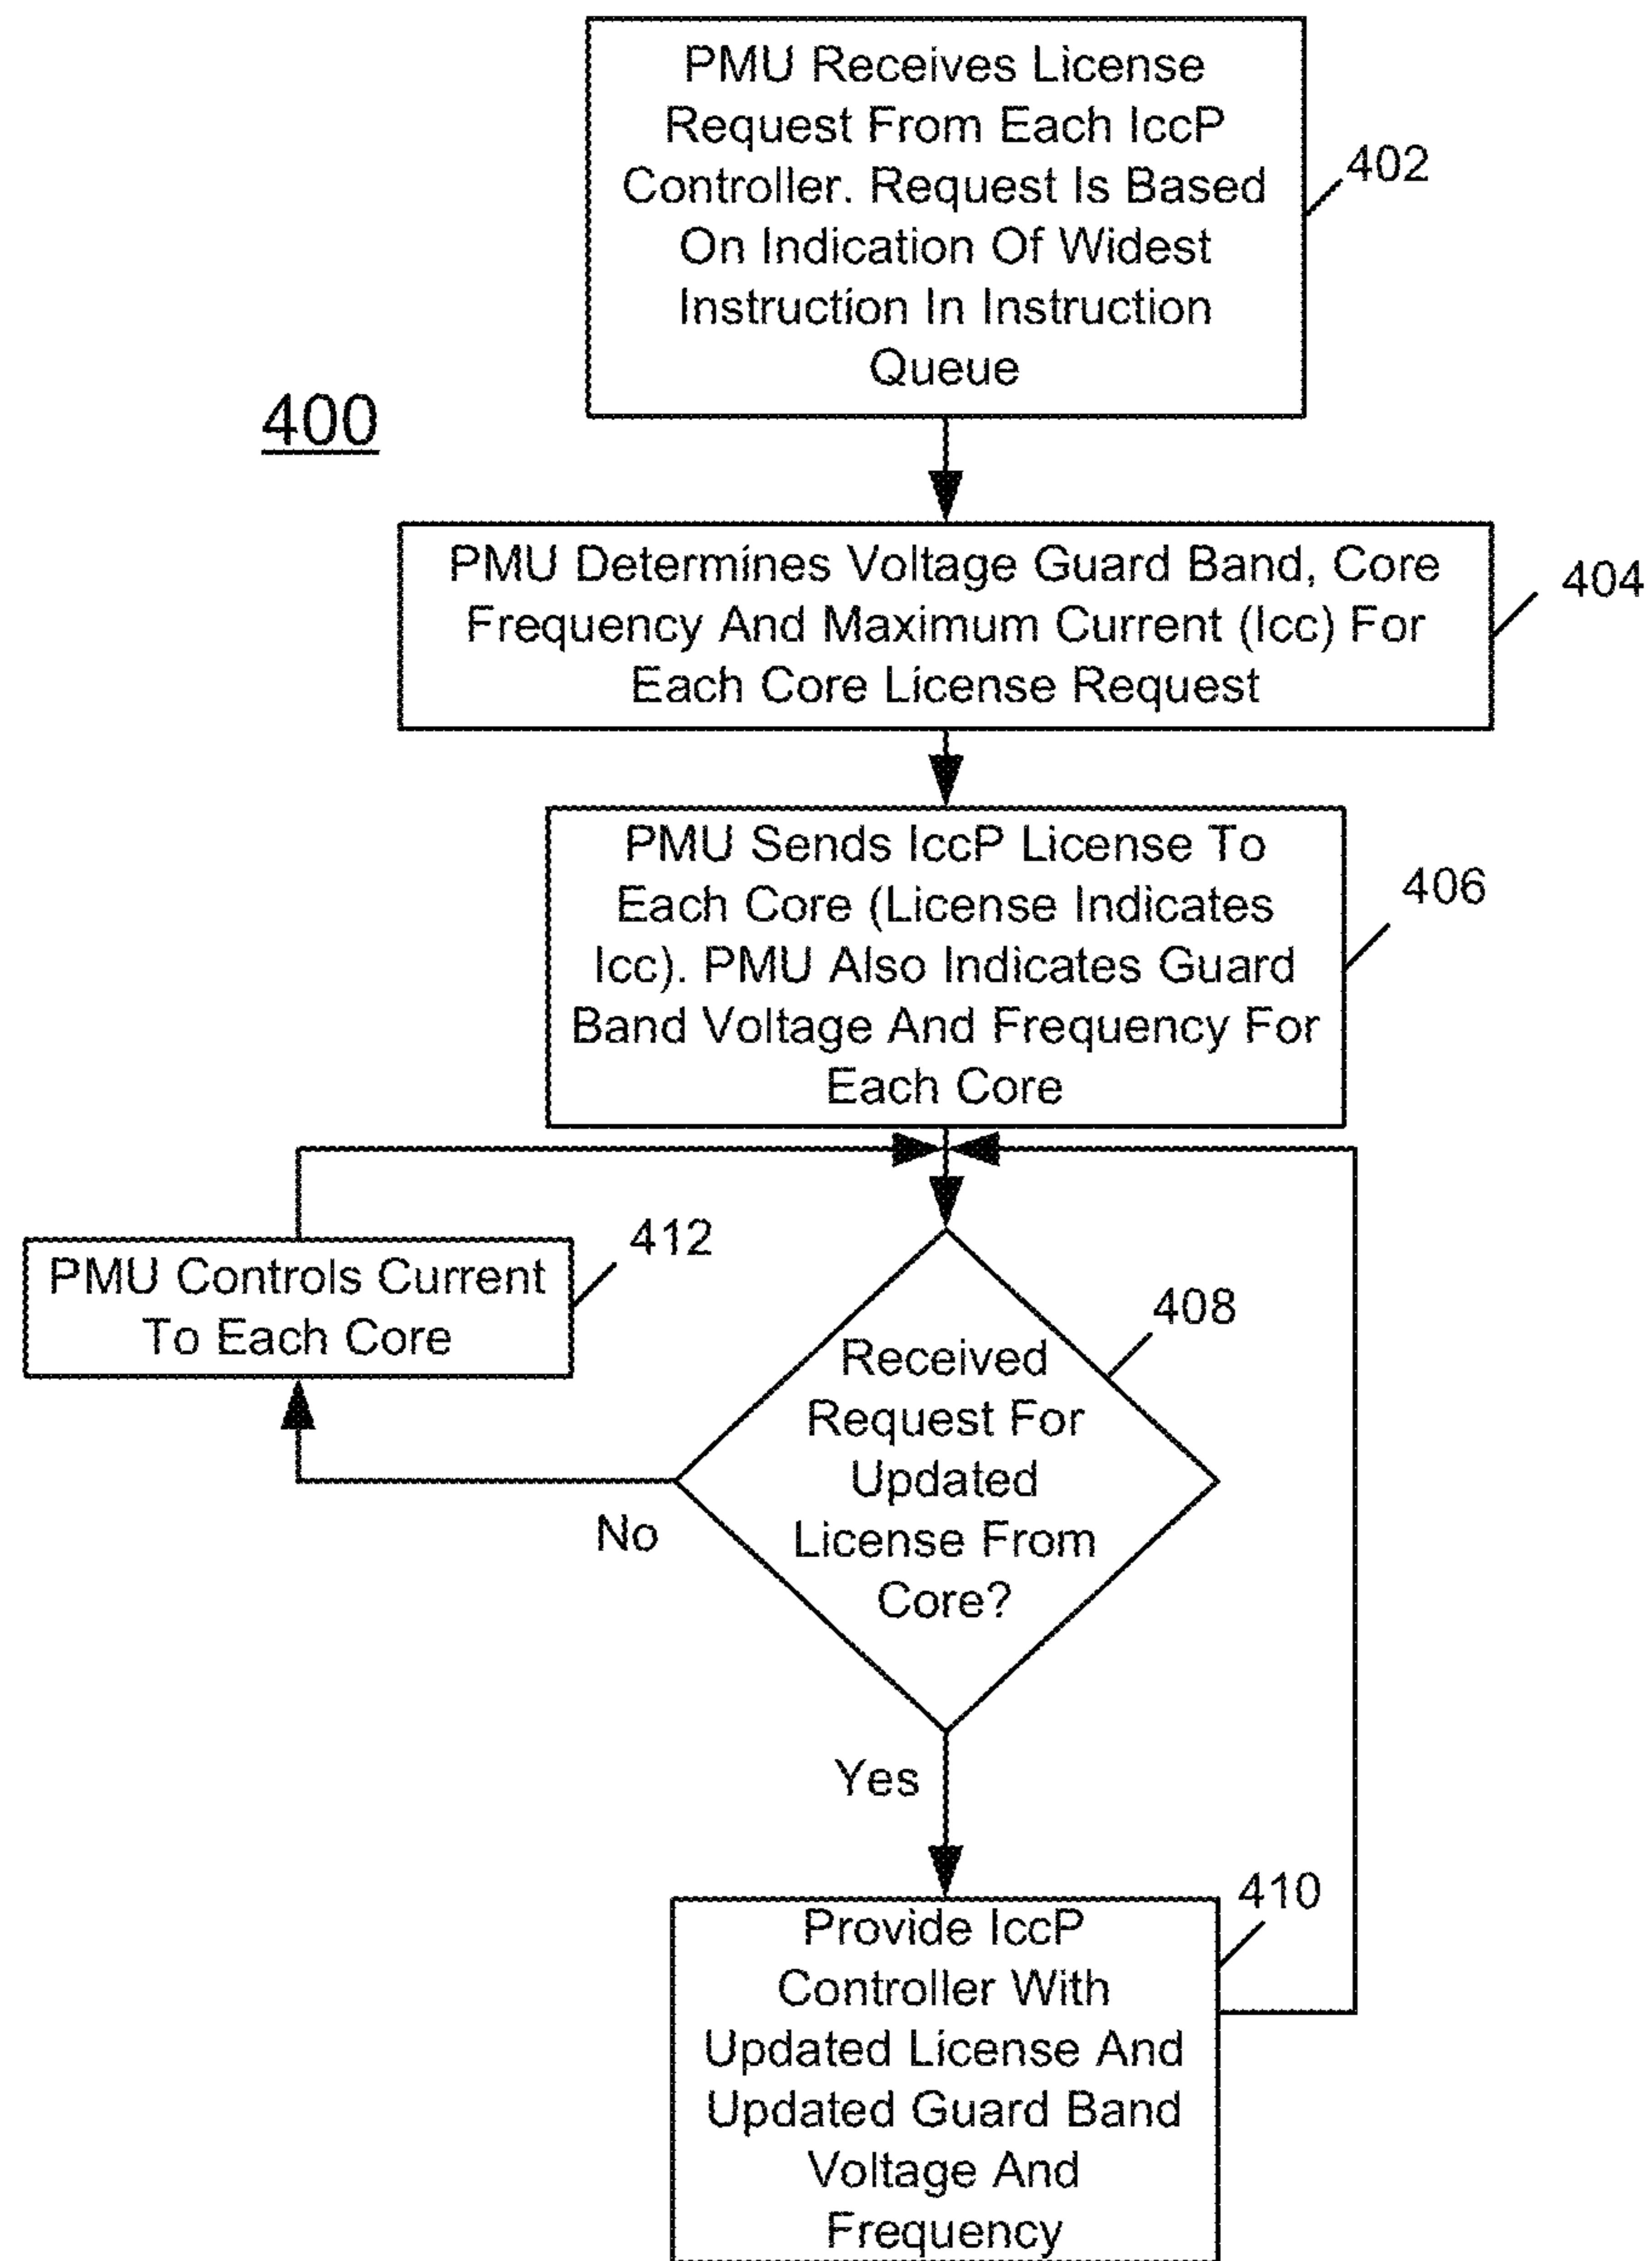 PMU Receives License
Request From Each IccP
Controller. Request Is Based
On Indication Of Widest
Instruction In Instruction
Queue
402
400
PMU Determines Voltage Guard Band, Core
Frequency And Maximum Current (Icc) For
Each Core License Request
404
PMU Sends IccP License To
Each Core (License Indicates
Icc). PMU Also Indicates Guard
Band Voltage And Frequency For
Each Core
406
PMU Controls Current
To Each Core
412
Received
Request For
Updated
License From
Core?
408
No
Yes
Provide IccP
Controller With
Updated License And
Updated Guard Band
Voltage And
Frequency
410